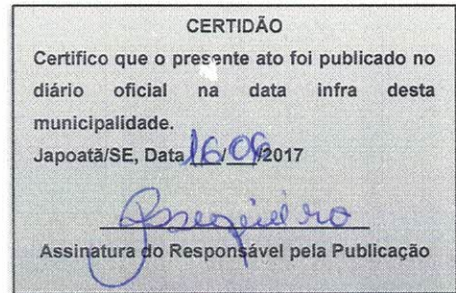 CERTIDÃO
Certifico que o presente ato foi publicado no
diário oficial na data infra desta
municipalidade.
Japoatã/SE, Data 16/06/2017
Assinatura do Responsável pela Publicação